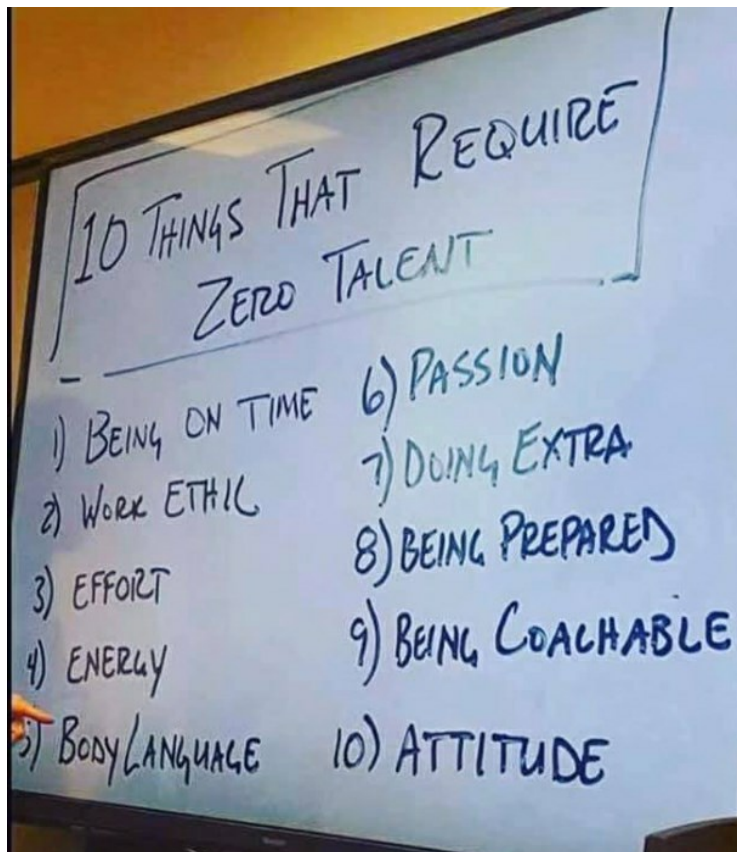 10 THINGS THAT REQUIRE
ZERO TALENT
1) BEING ON TIME
2) WORK ETHIC
3) EFFORT
4) ENERGY
5) BODY LANGUAGE
6) PASSION
7) DOING EXTRA
8) BEING PREPARED
9) BEING COACHABLE
10) ATTITUDE